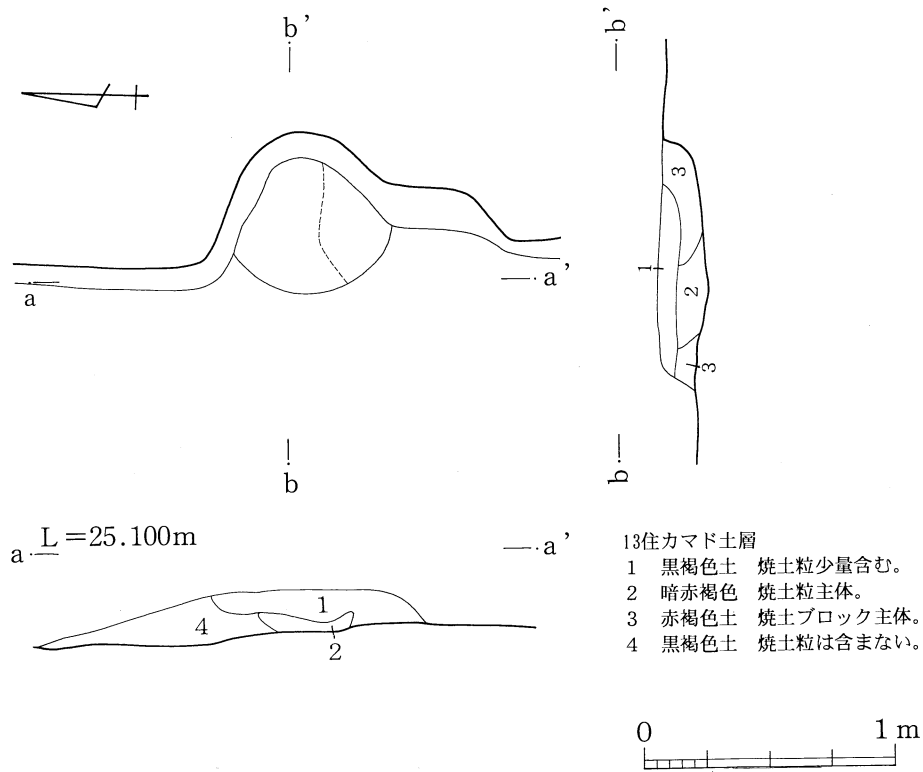 b’
b’
3
1
2
3
a
a’
b
b
L＝25.100m
a
a’
1
4
2
13住カマド土層
1 黒褐色土 焼土粒少量含む。
2 暗赤褐色 焼土粒主体。
3 赤褐色土 焼土ブロック主体。
4 黒褐色土 焼土粒は含まない。
0 1m